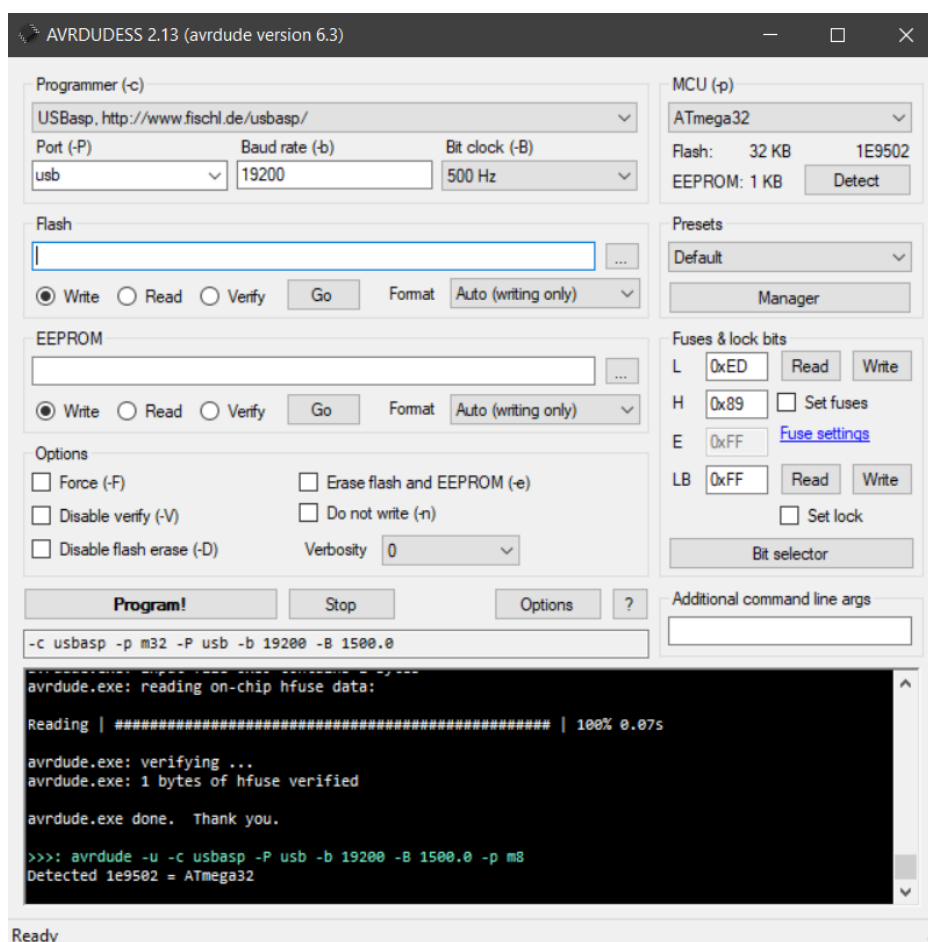 AVRDUDESS 2.13 (avrdude version 6.3)
Programmer (-c)
USBasp, http://www.fischl.de/usbasp/
Port (-P) Baud rate (-b) Bit clock (-B)
usb 19200 500 Hz
MCU (-p)
ATmega32
Flash: 32 KB 1E9502
EEPROM: 1 KB Detect
Flash
...
Write Read Verify Go Format Auto (writing only)
Presets
Default
Manager
EEPROM
...
Write Read Verify Go Format Auto (writing only)
Fuses & lock bits
L 0xED Read Write
H 0x89 Set fuses
E 0xFF Fuse settings
LB 0xFF Read Write
Set lock
Bit selector
Options
Force (-F) Erase flash and EEPROM (-e)
Disable verify (-V) Do not write (-n)
Disable flash erase (-D) Verbosity 0
Program! Stop Options ?
Additional command line args
-c usbasp -p m32 -P usb -b 19200 -B 1500.0
avrdude.exe: reading on-chip hfuse data:
Reading | ################################################## | 100% 0.07s
avrdude.exe: verifying ...
avrdude.exe: 1 bytes of hfuse verified
avrdude.exe done. Thank you.
>>>: avrdude -u -c usbasp -P usb -b 19200 -B 1500.0 -p m8
Detected 1e9502 = ATmega32
Ready